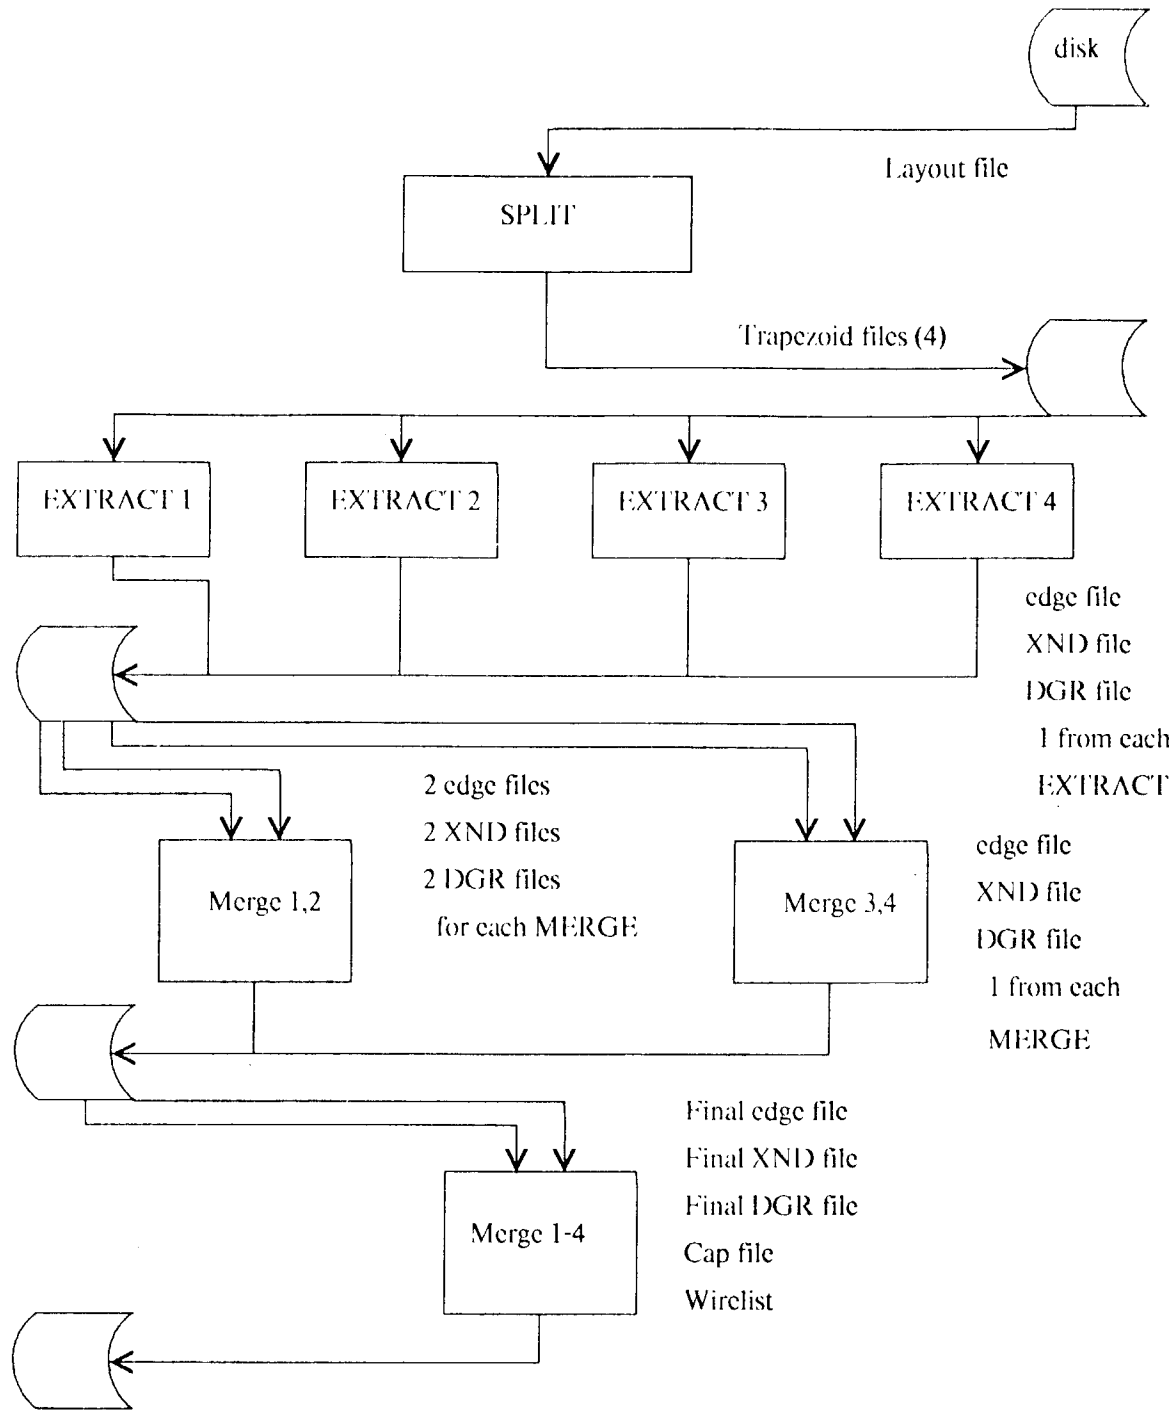 disk
Layout file
SPLIT
Trapezoid files (4)
EXTRACT 1
EXTRACT 2
EXTRACT 3
EXTRACT 4
edge file
XND file
DGR file
1 from each
EXTRACT
2 edge files
2 XND files
2 DGR files
for each MERGE
Merge 1,2
Merge 3,4
edge file
XND file
DGR file
1 from each
MERGE
Final edge file
Final XND file
Final DGR file
Cap file
Wirelist
Merge 1-4